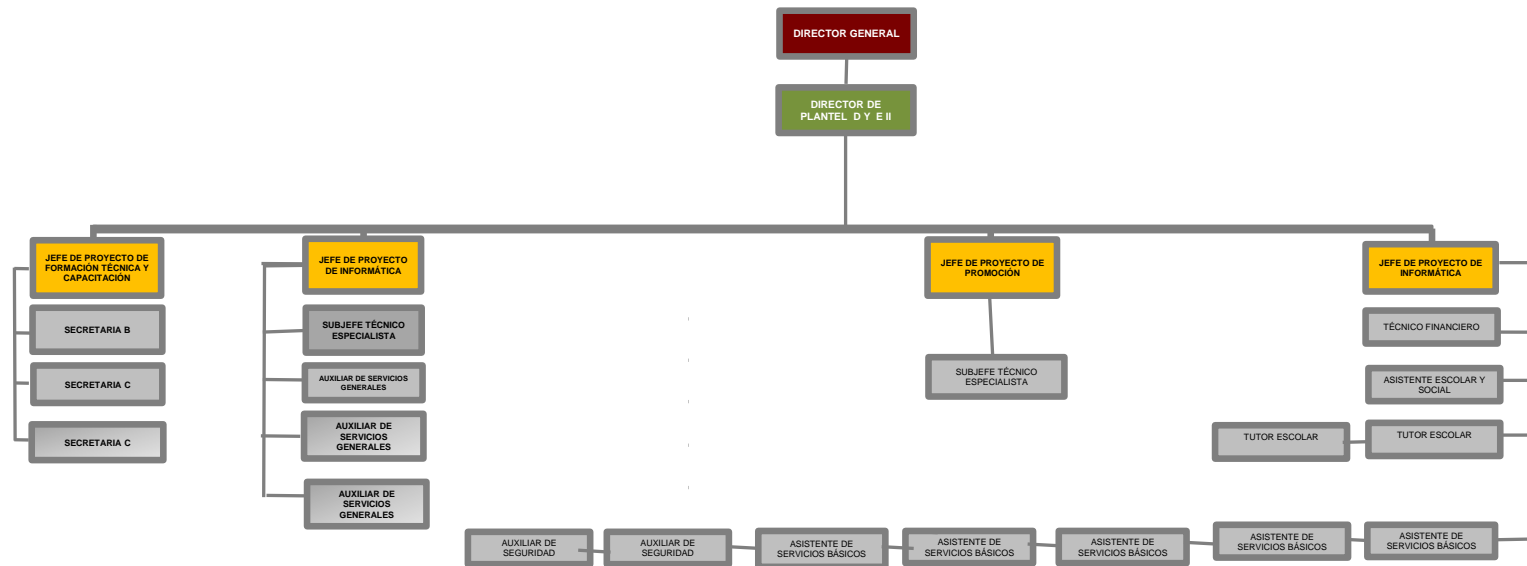 DIRECTOR GENERAL
DIRECTOR DE
PLANTEL D Y E II
JEFE DE PROYECTO DE
FORMACIÓN TÉCNICA Y
CAPACITACIÓN
SECRETARIA B
SECRETARIA C
SECRETARIA C
JEFE DE PROYECTO
DE INFORMÁTICA
SUBJEFE TÉCNICO
ESPECIALISTA
AUXILIAR DE SERVICIOS
GENERALES
AUXILIAR DE
SERVICIOS
GENERALES
AUXILIAR DE
SERVICIOS
GENERALES
JEFE DE PROYECTO DE
PROMOCIÓN
SUBJEFE TÉCNICO
ESPECIALISTA
JEFE DE PROYECTO DE
INFORMÁTICA
TÉCNICO FINANCIERO
ASISTENTE ESCOLAR Y
SOCIAL
TUTOR ESCOLAR
TUTOR ESCOLAR
AUXILIAR DE
SEGURIDAD
AUXILIAR DE
SEGURIDAD
ASISTENTE DE
SERVICIOS BÁSICOS
ASISTENTE DE
SERVICIOS BÁSICOS
ASISTENTE DE
SERVICIOS BÁSICOS
ASISTENTE DE
SERVICIOS BÁSICOS
ASISTENTE DE
SERVICIOS BÁSICOS